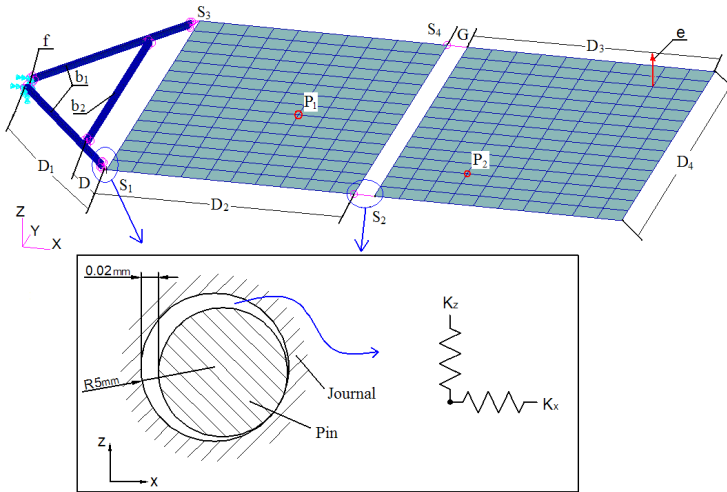 f
S3
S4
G
D3
e
b1
b2
P1
P2
D1
D
S1
D2
S2
D4
Z
Y
X
0.02mm
R5mm
Journal
Pin
Z
X
Kz
Kx